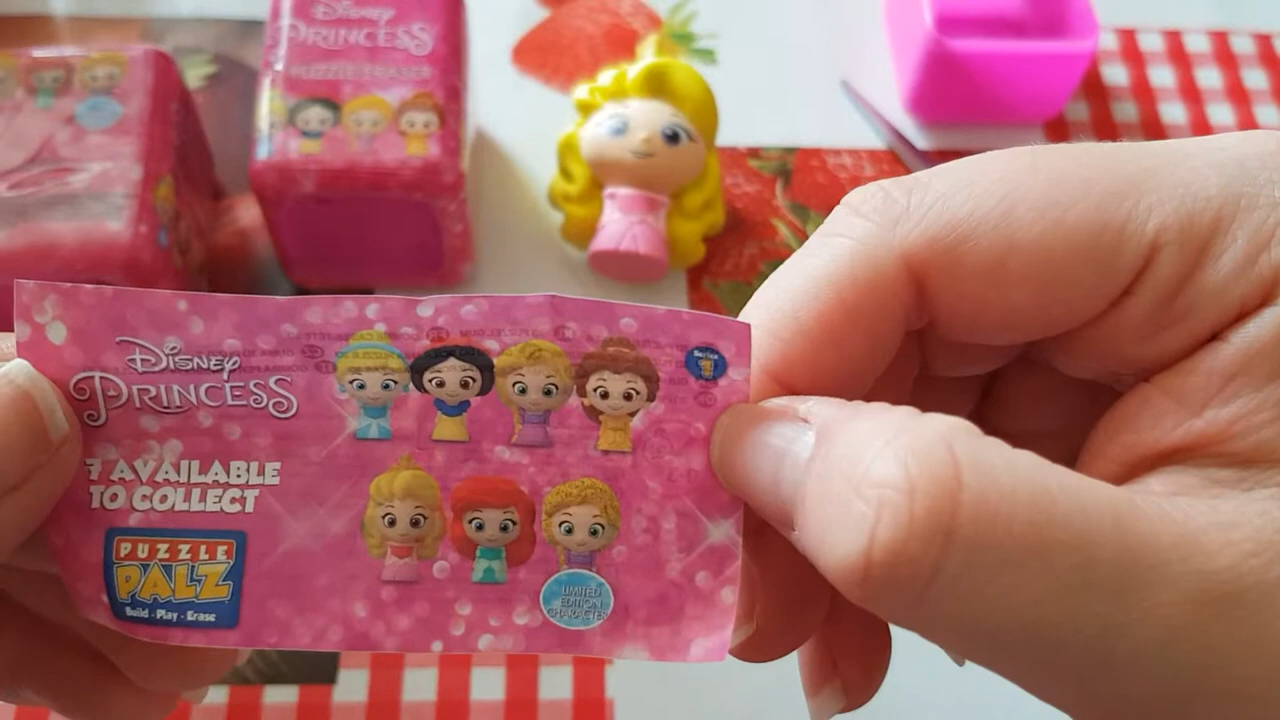 Disney
PRINCESS
PUZZLE ERASER
Disney
PRINCESS
Series
1
7 AVAILABLE
TO COLLECT
PUZZLE
PALZ
Build - Play - Erase
LIMITED
EDITION
CHARACTER